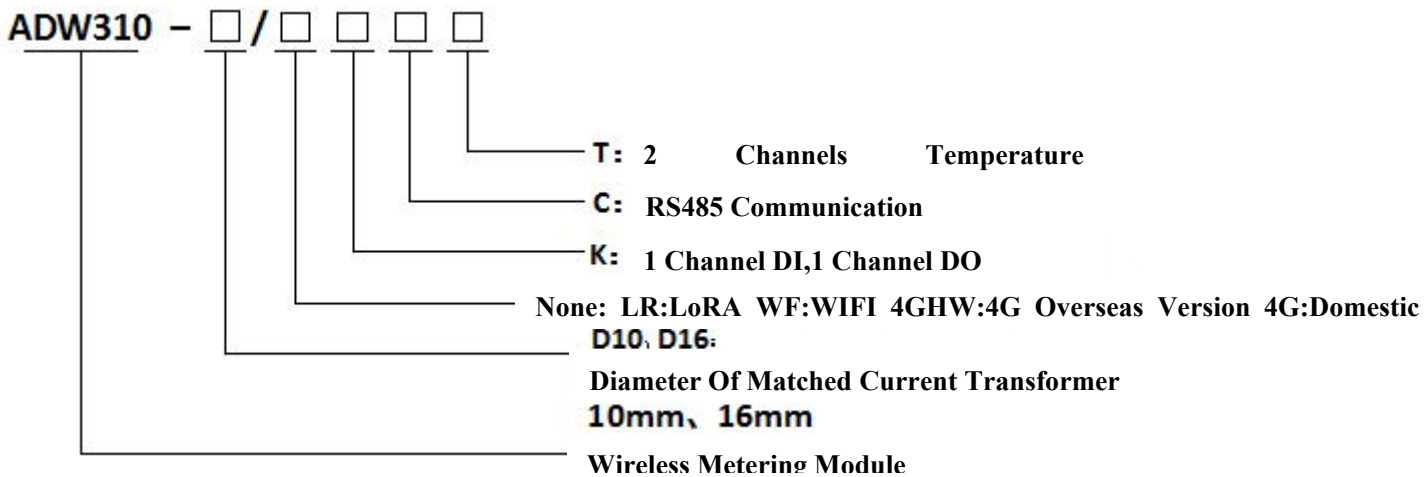 ADW310 – □ / □ □ □ □
T: 2 Channels Temperature
C: RS485 Communication
K: 1 Channel DI,1 Channel DO
None: LR:LoRA WF:WIFI 4GHW:4G Overseas Version 4G:Domestic
D10、D16:
Diameter Of Matched Current Transformer
10mm、16mm
Wireless Metering Module